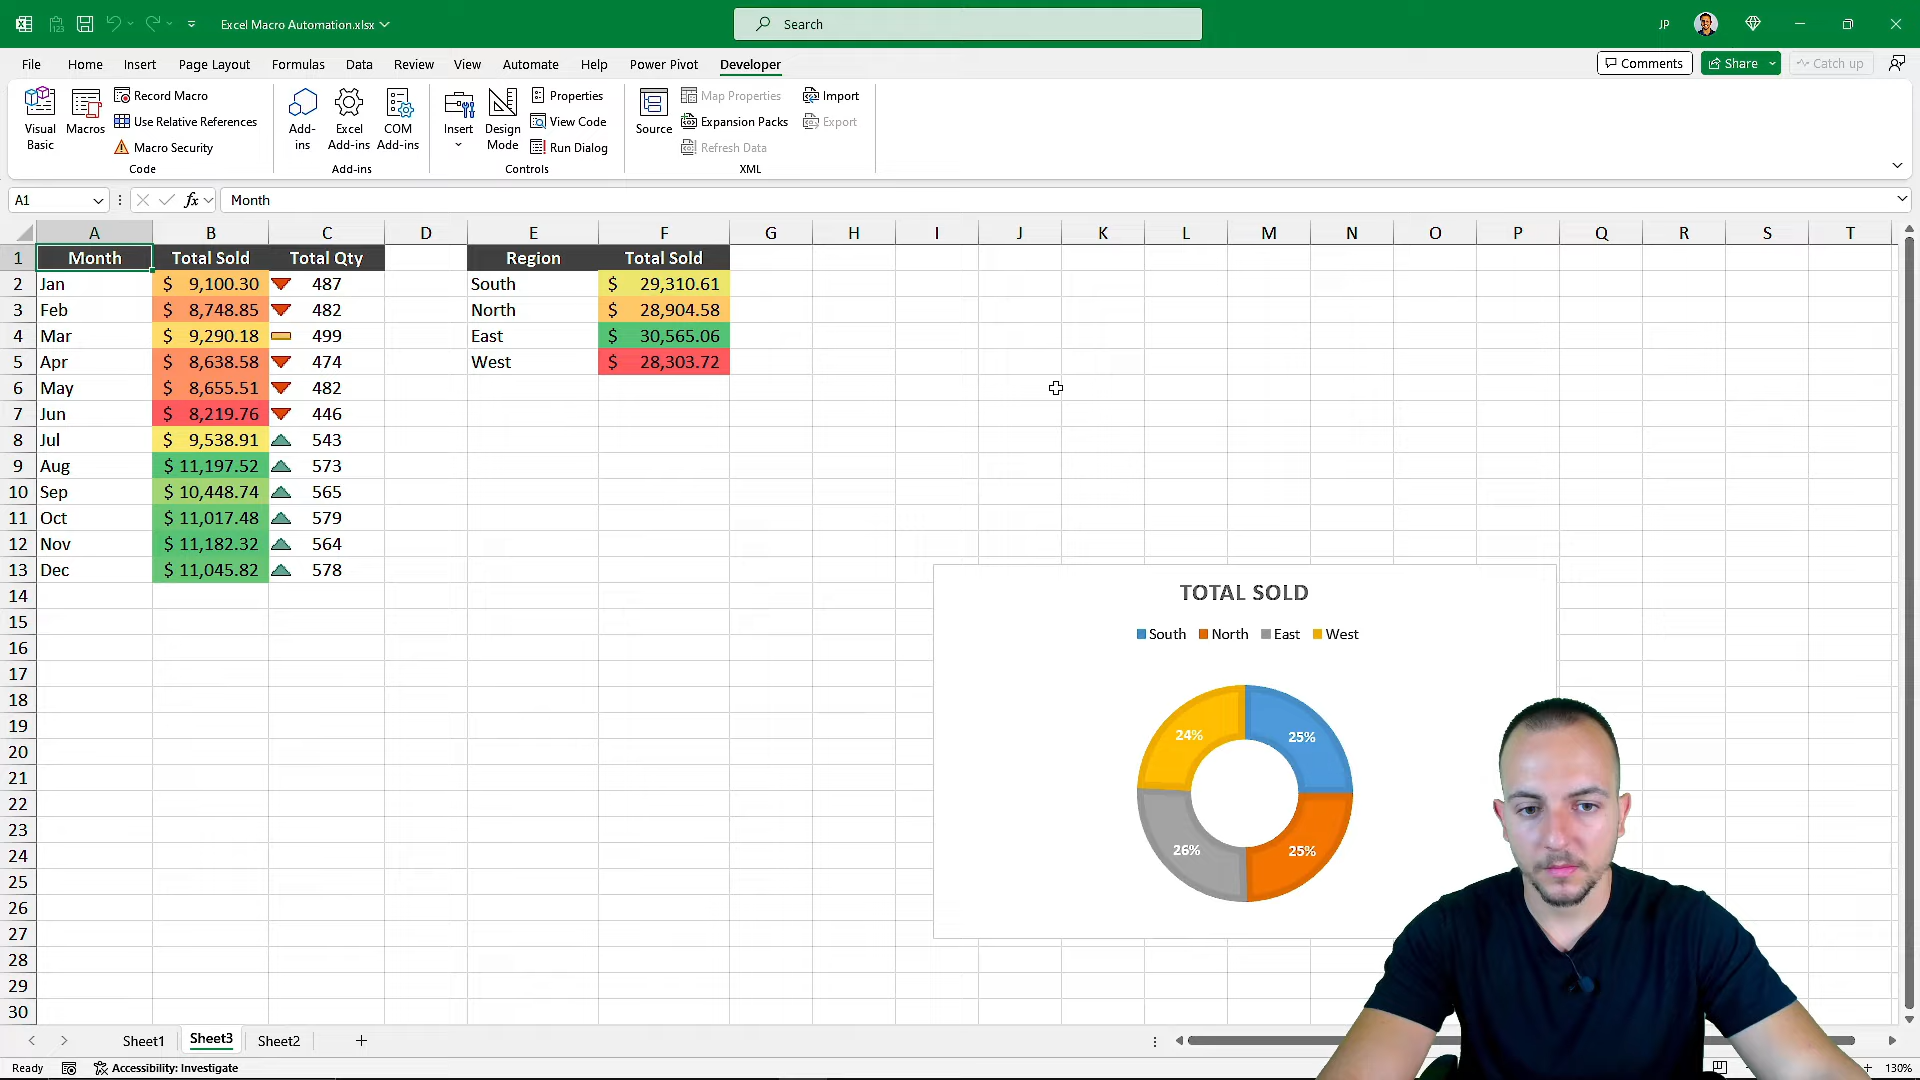 Excel Macro Automation.xlsx
Search
JP
File Home Insert Page Layout Formulas Data Review View Automate Help Power Pivot Developer
Comments Share Catch up
Visual Basic
Macros
Record Macro
Use Relative References
Macro Security
Code
Add-ins
Excel Add-ins
COM Add-ins
Add-ins
Insert
Design Mode
Properties
View Code
Run Dialog
Controls
Source
Map Properties
Expansion Packs
Refresh Data
Import
Export
XML
A1 fx Month
A B C D E F G H I J K L M N O P Q R S T
1 Month Total Sold Total Qty Region Total Sold
2 Jan $ 9,100.30 487 South $ 29,310.61
3 Feb $ 8,748.85 482 North $ 28,904.58
4 Mar $ 9,290.18 499 East $ 30,565.06
5 Apr $ 8,638.58 474 West $ 28,303.72
6 May $ 8,655.51 482
7 Jun $ 8,219.76 446
8 Jul $ 9,538.91 543
9 Aug $ 11,197.52 573
10 Sep $ 10,448.74 565
11 Oct $ 11,017.48 579
12 Nov $ 11,182.32 564
13 Dec $ 11,045.82 578
14
15
16
17
18
19
20
21
22
23
24
25
26
27
28
29
30
TOTAL SOLD
South North East West
24% 25%
26% 25%
Sheet1 Sheet3 Sheet2
Ready Accessibility: Investigate 130%